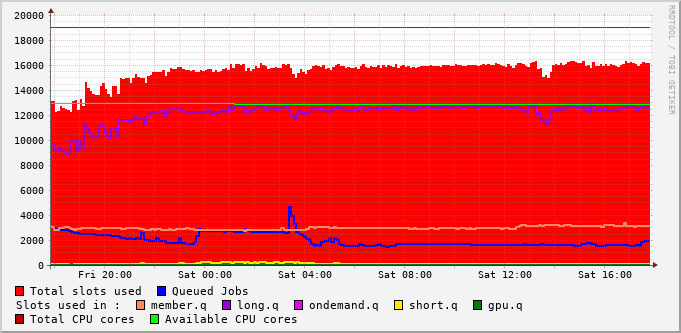 RRDTOOL / TOBI OETIKER
20000
18000
16000
14000
12000
10000
8000
6000
4000
2000
0
Fri 20:00 Sat 00:00 Sat 04:00 Sat 08:00 Sat 12:00 Sat 16:00
Total slots used Queued Jobs
Slots used in : member.q long.q ondemand.q short.q gpu.q
Total CPU cores Available CPU cores